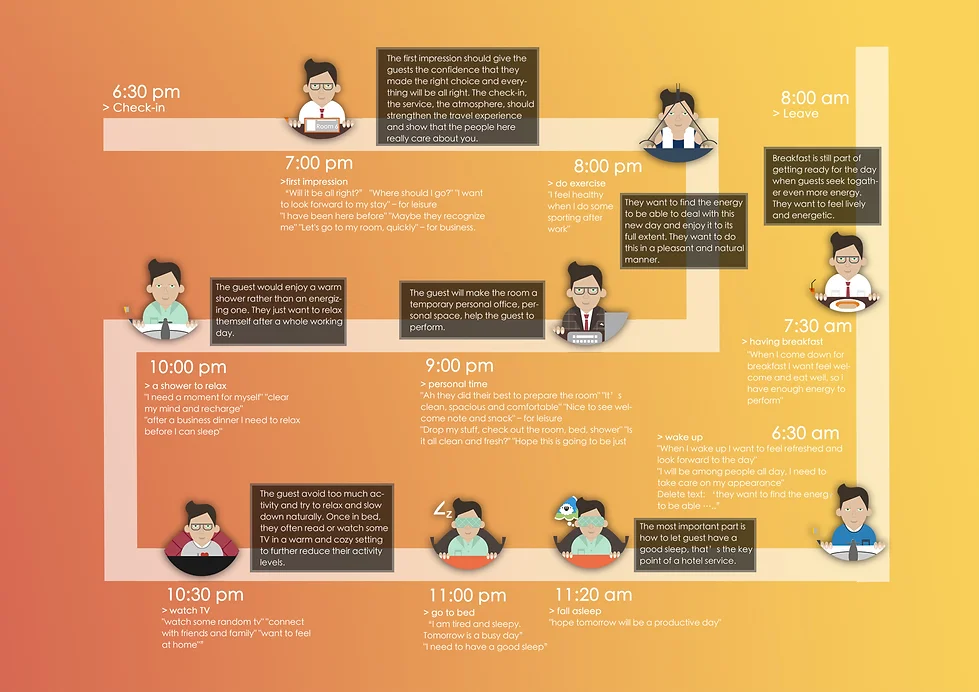 6:30 pm
> Check-in
Room A
The first impression should give the
guests the confidence that they
made the right choice and every-
thing will be all right. The check-in,
the service, the atmosphere, should
strengthen the travel experience
and show that the people here
really care about you.
7:00 pm
>first impression
"Will it be all right?" "Where should I go?" "I want
to look forward to my stay" – for leisure
"I have been here before" "Maybe they recognize
me" "Let's go to my room, quickly" – for business.
8:00 pm
> do exercise
"I feel healthy
when I do some
sporting after
work"
They want to find the energy
to be able to deal with this
new day and enjoy it to its
full extent. They want to do
this in a pleasant and natural
manner.
9:00 pm
> personal time
"Ah they did their best to prepare the room" "It's
clean, spacious and comfortable" "Nice to see wel-
come note and snack" – for leisure
"Drop my stuff, check out the room, bed, shower" "Is
it all clean and fresh?" "Hope this is going to be just
The guest will make the room a
temporary personal office, per-
sonal space, help the guest to
perform.
10:00 pm
> a shower to relax
"I need a moment for myself" "clear
my mind and recharge"
"after a business dinner I need to relax
before I can sleep"
The guest would enjoy a warm
shower rather than an energiz-
ing one. They just want to relax
themself after a whole working
day.
10:30 pm
> watch TV
"watch some random tv" "connect
with friends and family" "want to feel
at home""
The guest avoid too much ac-
tivity and try to relax and slow
down naturally. Once in bed,
they often read or watch some
TV in a warm and cozy setting
to further reduce their activity
levels.
Zz
11:00 pm
> go to bed
"I am tired and sleepy.
Tomorrow is a busy day"
"I need to have a good sleep"
11:20 am
> fall asleep
"hope tomorrow will be a productive day"
The most important part is
how to let guest have a
good sleep, that's the key
point of a hotel service.
6:30 am
> wake up
"When I wake up I want to feel refreshed and
look forward to the day"
"I will be among people all day, I need to
take care on my appearance"
Delete text: 'they want to find the energ
to be able ….."
7:30 am
> having breakfast
"When I come down for
breakfast I want feel wel-
come and eat well, so I
have enough energy to
perform"
Breakfast is still part of
getting ready for the day
when guests seek togath-
er even more energy.
They want to feel lively
and energetic.
8:00 am
> Leave